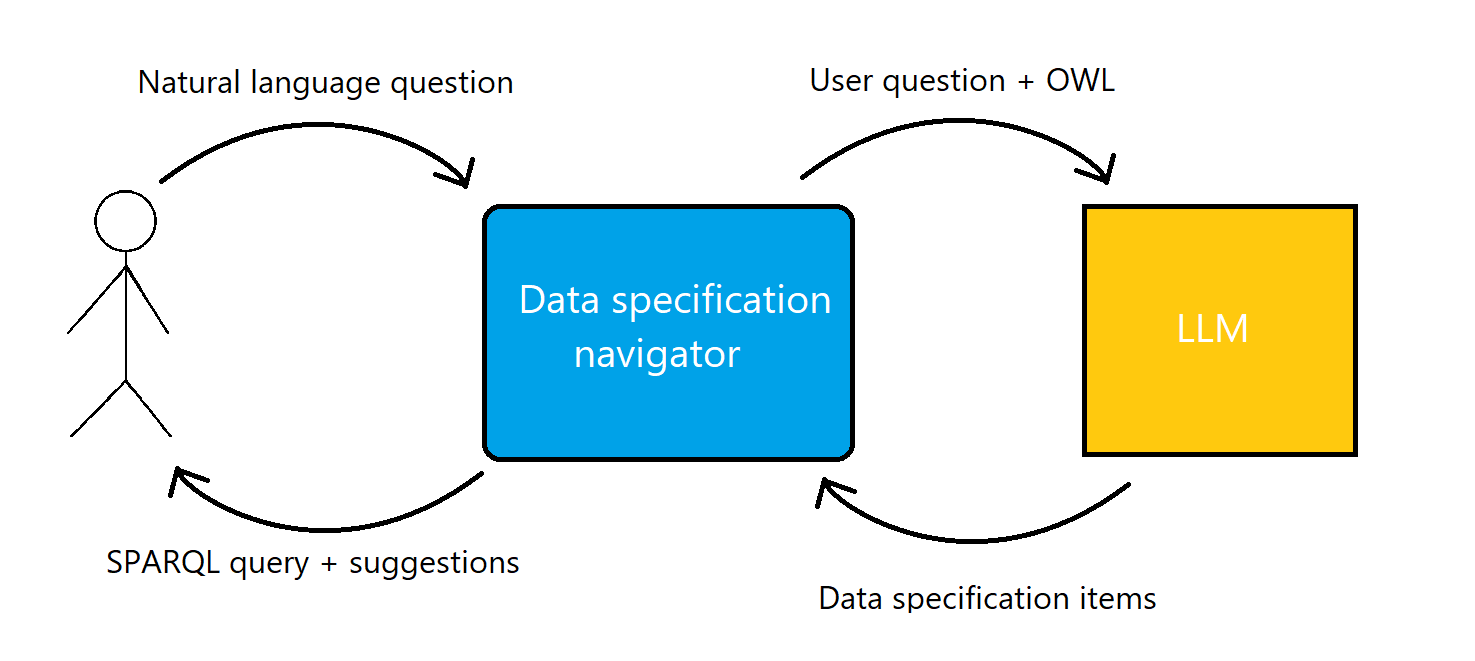 Natural language question
User question + OWL
Data specification
navigator
LLM
SPARQL query + suggestions
Data specification items